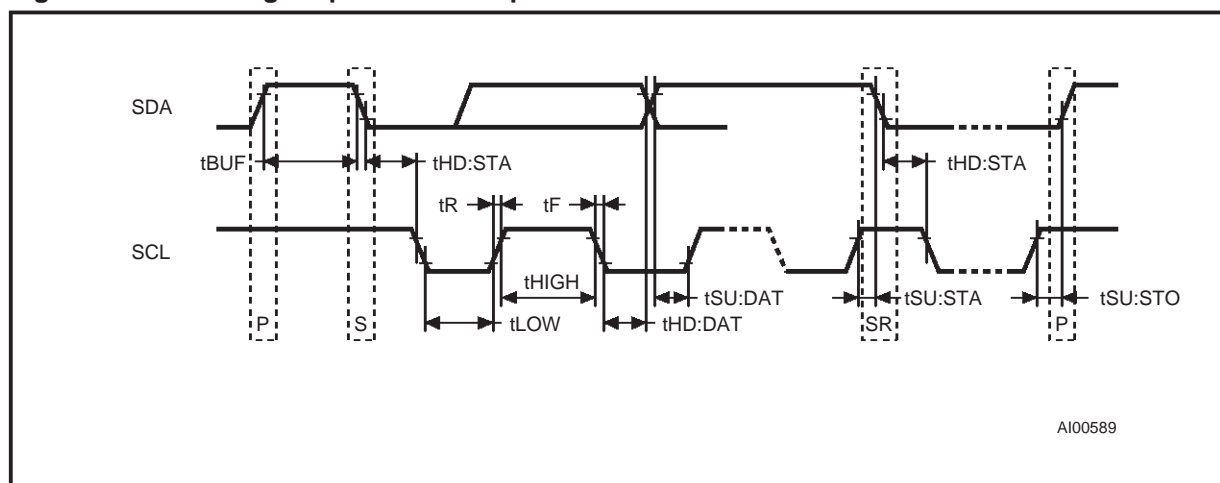 SDA
tBUF
tHD:STA
tHD:STA
tR
tF
SCL
tHIGH
tSU:DAT
tSU:STA
tSU:STO
P
S
tLOW
tHD:DAT
SR
P
AI00589